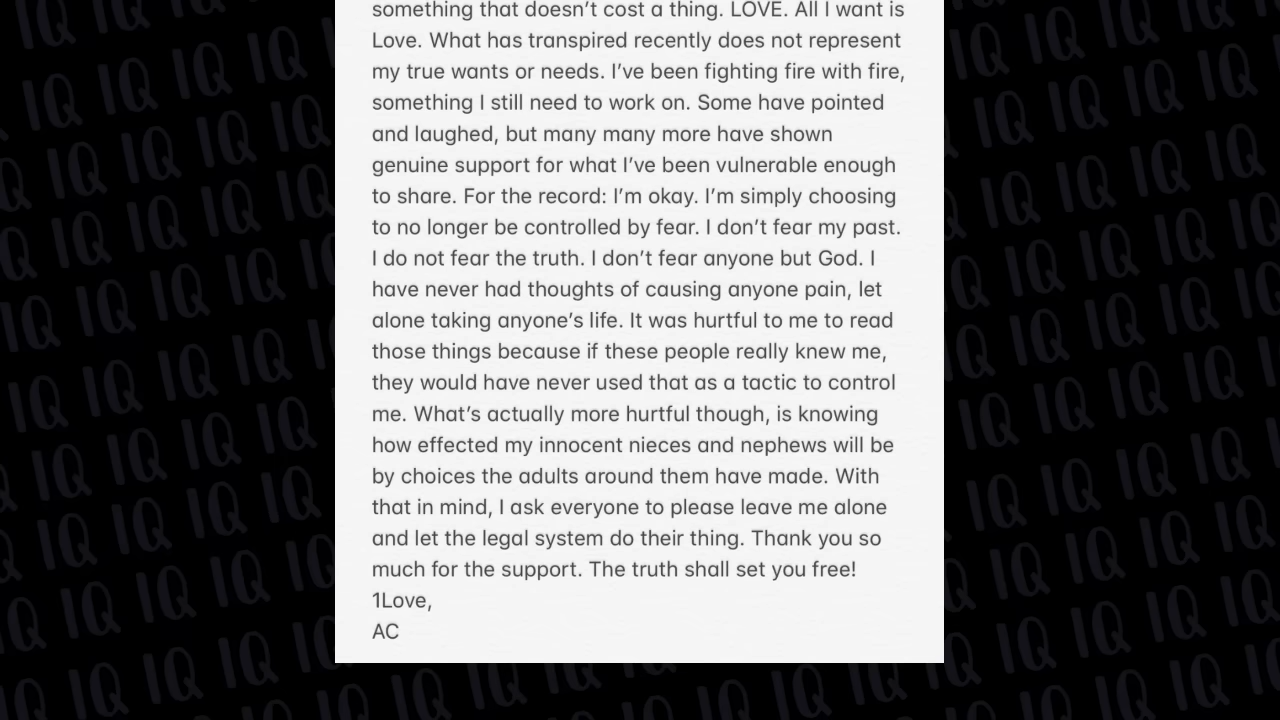 something that doesn’t cost a thing. LOVE. All I want is
Love. What has transpired recently does not represent
my true wants or needs. I’ve been fighting fire with fire,
something I still need to work on. Some have pointed
and laughed, but many many more have shown
genuine support for what I’ve been vulnerable enough
to share. For the record: I’m okay. I’m simply choosing
to no longer be controlled by fear. I don’t fear my past.
I do not fear the truth. I don’t fear anyone but God. I
have never had thoughts of causing anyone pain, let
alone taking anyone’s life. It was hurtful to me to read
those things because if these people really knew me,
they would have never used that as a tactic to control
me. What’s actually more hurtful though, is knowing
how effected my innocent nieces and nephews will be
by choices the adults around them have made. With
that in mind, I ask everyone to please leave me alone
and let the legal system do their thing. Thank you so
much for the support. The truth shall set you free!
1Love,
AC